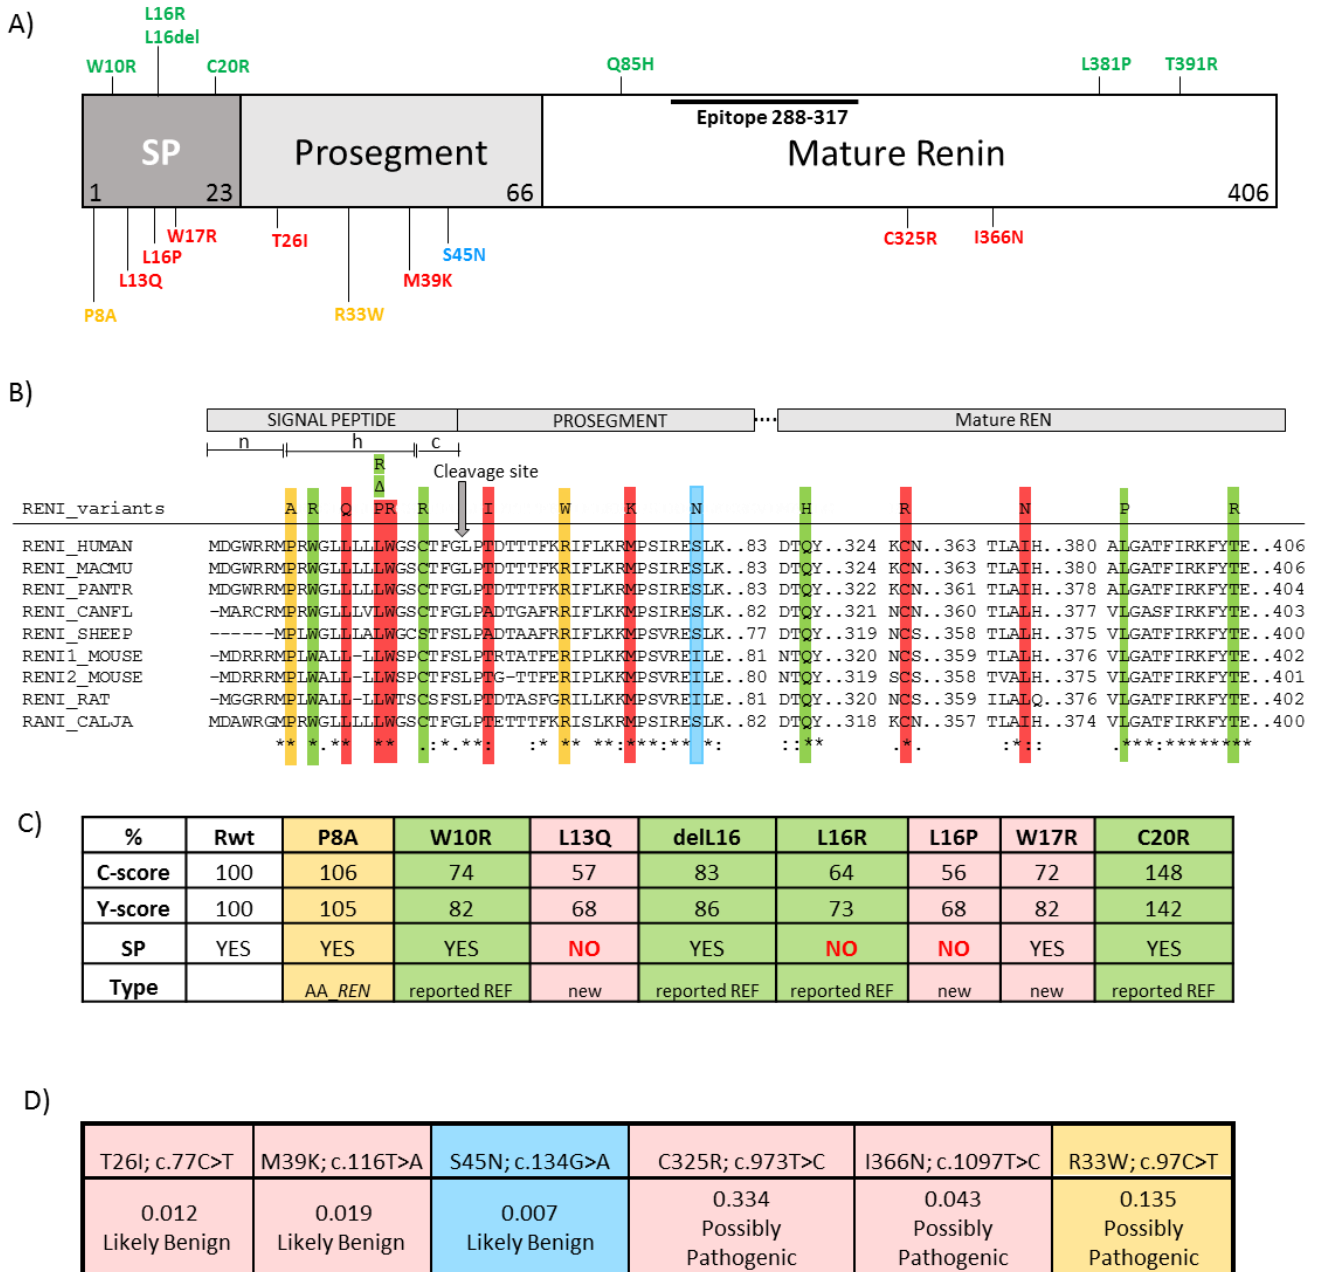 A)
L16R
L16del
W10R
C20R
Q85H
L381P
T391R
Epitope 288-317
SP
Prosegment
Mature Renin
1
23
66
406
W17R
T26I
L16P
S45N
C325R
I366N
L13Q
M39K
P8A
R33W
B)
SIGNAL PEPTIDE
PROSEGMENT
Mature REN
n
h
c
R
Cleavage site
Δ
RENI_variants A R Q PR R I W K N H R N P R
RENI_HUMAN MDGWRRMPRWGLLLLLWGSCTFGLPTDTTTFKRIFLKRMPSIRESLK..83 DTQY..324 KCN..363 TLAIH..380 ALGATFIRKFYTE..406
RENI_MACMU MDGWRRMPRWGLLLLLWGSCTFGLPTDTTTFKRIFLKRMPSIRESLK..83 DTQY..324 KCN..363 TLAIH..380 ALGATFIRKFYTE..406
RENI_PANTR MDGWRRMPRWGLLLLLWGSCTFGLPTDTTTFKRIFLKRMPSIRESLK..83 DTQY..322 KCN..361 TLAIH..378 ALGATFIRKFYTE..404
RENI_CANFL -MARCRMPRWGLLLVLWGSCTFGLPADTGAFRRIFLKKMPSIRESLK..82 DTQY..321 NCN..360 TLAIH..377 VLGASFIRKFYTE..403
RENI_SHEEP ------MPLWGLLLALWGCSTFSLPADTAAFRRIFLKKMPSVRESLK..77 DTQY..319 NCS..358 TLALH..375 VLGATFIRKFYTE..400
RENI1_MOUSE -MDRRRMPLWALL-LLWSPCTFSLPTRTATFERIPLKKMPSVREILE..81 NTQY..320 NCS..359 TLAIH..376 VLGATFIRKFYTE..402
RENI2_MOUSE -MDRRRMPLWALL-LLWSPCTFSLPTG-TTFERIPLKKMPSVREILE..80 NTQY..319 SCS..358 TVALH..375 VLGATFIRKFYTE..401
RENI_RAT -MGGRRMPLWALL-LLWTSCSFSLPTDTASFGRILLKKMPSVREILE..81 DTQY..320 NCS..359 ILALQ..376 VLGATFIRKFYTE..402
RANI_CALJA MDAWRGMPRWGLLLLLWGSCTFGLPTETTTFKRISLKRMPSIRESLK..82 DTQY..318 KCN..357 TLAIH..374 VLGATFIRKFYTE..400
** *.** ** .:*.**: :* ** **:***::** *: ::** .*. :*:: .***:********
C)
% Rwt P8A W10R L13Q delL16 L16R L16P W17R C20R
C-score 100 106 74 57 83 64 56 72 148
Y-score 100 105 82 68 86 73 68 82 142
SP YES YES YES NO YES NO NO YES YES
Type AA_REN reported REF new reported REF reported REF new new reported REF
D)
T26I; c.77C>T M39K; c.116T>A S45N; c.134G>A C325R; c.973T>C I366N; c.1097T>C R33W; c.97C>T
0.012 Likely Benign 0.019 Likely Benign 0.007 Likely Benign 0.334 Possibly Pathogenic 0.043 Possibly Pathogenic 0.135 Possibly Pathogenic